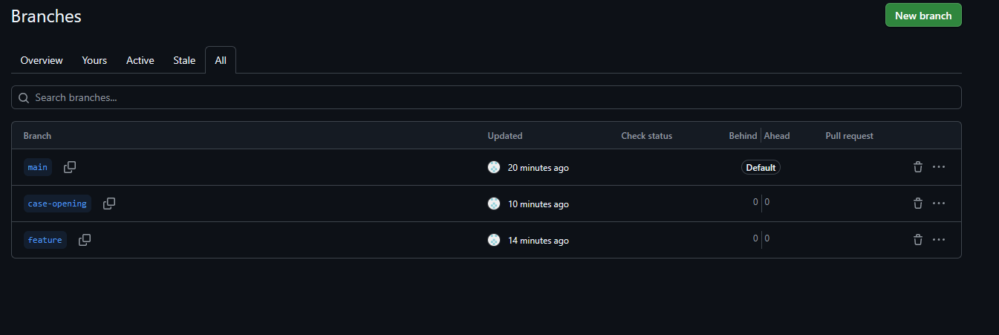 Branches
New branch
Overview Yours Active Stale All
Search branches...
Branch Updated Check status Behind Ahead Pull request
main 20 minutes ago Default
case-opening 10 minutes ago 0 0
feature 14 minutes ago 0 0